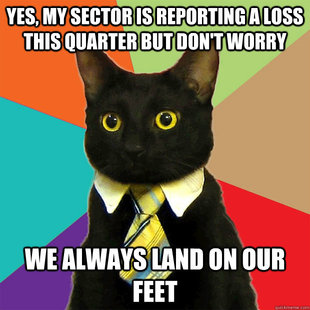 YES, MY SECTOR IS REPORTING A LOSS
THIS QUARTER BUT DON'T WORRY
WE ALWAYS LAND ON OUR
FEET